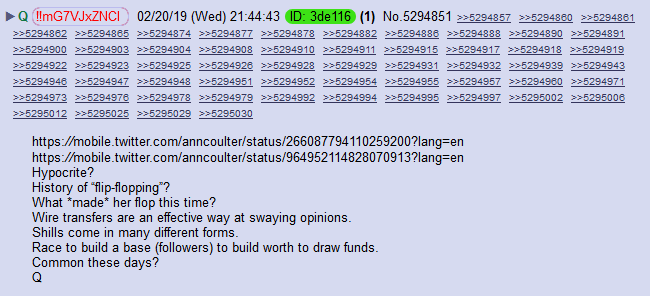 ▶ Q !!mG7VJxZNCI 02/20/19 (Wed) 21:44:43 ID: 3de116 (1) No.5294851 >>5294857 >>5294860 >>5294861
>>5294862 >>5294865 >>5294874 >>5294877 >>5294878 >>5294882 >>5294886 >>5294888 >>5294890 >>5294891
>>5294900 >>5294903 >>5294904 >>5294909 >>5294910 >>5294911 >>5294915 >>5294917 >>5294918 >>5294919
>>5294922 >>5294923 >>5294925 >>5294926 >>5294928 >>5294929 >>5294931 >>5294932 >>5294939 >>5294943
>>5294946 >>5294947 >>5294948 >>5294951 >>5294952 >>5294954 >>5294955 >>5294957 >>5294960 >>5294971
>>5294973 >>5294976 >>5294978 >>5294979 >>5294992 >>5294994 >>5294995 >>5294997 >>5295002 >>5295006
>>5295012 >>5295025 >>5295029 >>5295030
https://mobile.twitter.com/anncoulter/status/266087794110259200?lang=en
https://mobile.twitter.com/anncoulter/status/964952114828070913?lang=en
Hypocrite?
History of “flip-flopping”?
What *made* her flop this time?
Wire transfers are an effective way at swaying opinions.
Shills come in many different forms.
Race to build a base (followers) to build worth to draw funds.
Common these days?
Q